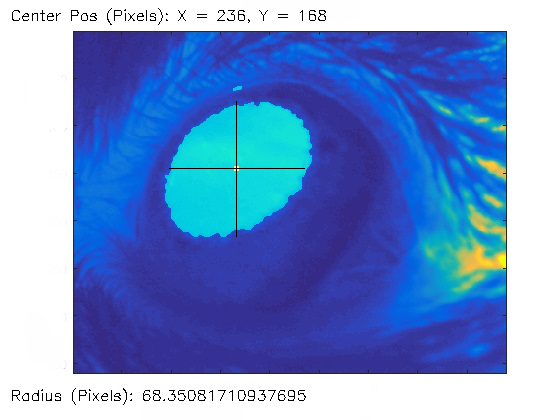 Center Pos (Pixels): X = 236, Y = 168
Radius (Pixels): 68.35081710937695